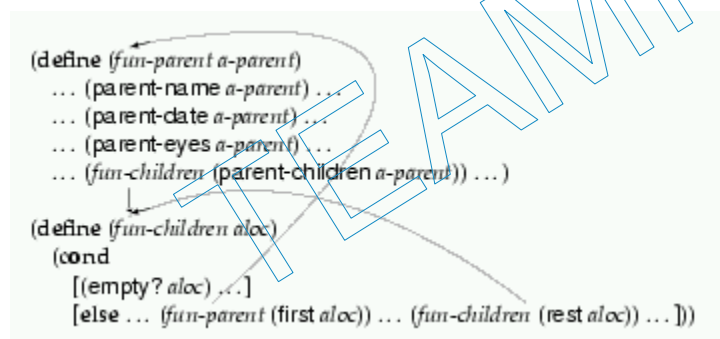 (define (fun-parent a-parent)
... (parent-name a-parent) ...
... (parent-date a-parent) ...
... (parent-eyes a-parent) ...
... (fun-children (parent-children a-parent)) ... )
(define (fun-children aloc)
(cond
[(empty? aloc) ...]
[else ... (fun-parent (first aloc)) ... (fun-children (rest aloc)) ... ]))
TEAM